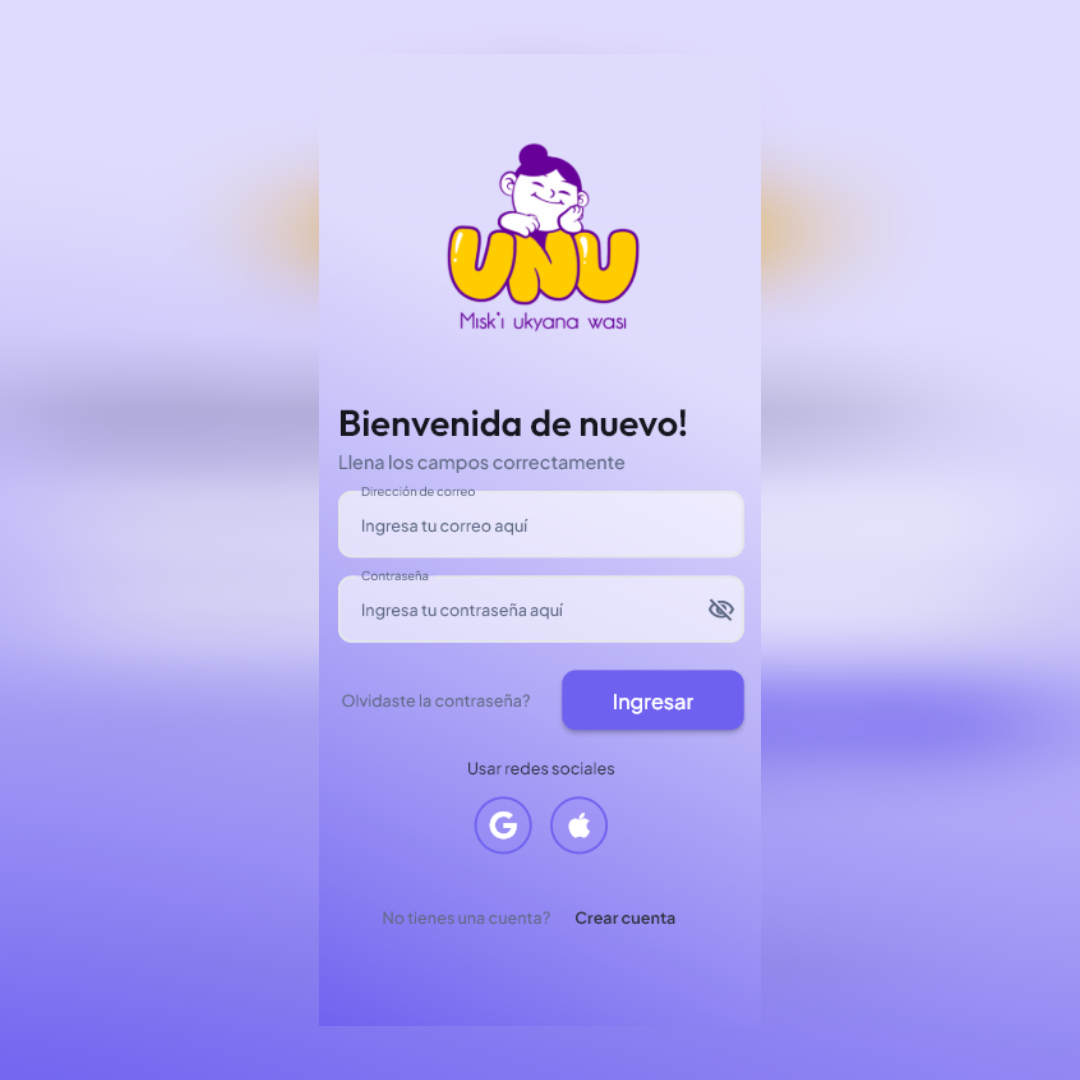 UNU
Misk'i ukyana wasi
Bienvenida de nuevo!
Llena los campos correctamente
Dirección de correo
Ingresa tu correo aquí
Contraseña
Ingresa tu contraseña aquí
Olvidaste la contraseña? Ingresar
Usar redes sociales
G
No tienes una cuenta? Crear cuenta